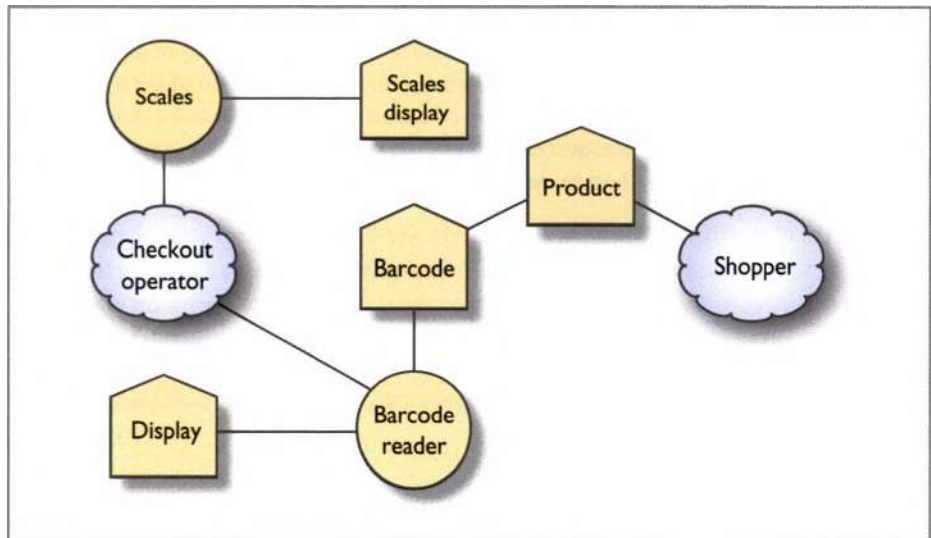 Scales
Scales
display
Product
Checkout
operator
Barcode
Shopper
Display
Barcode
reader